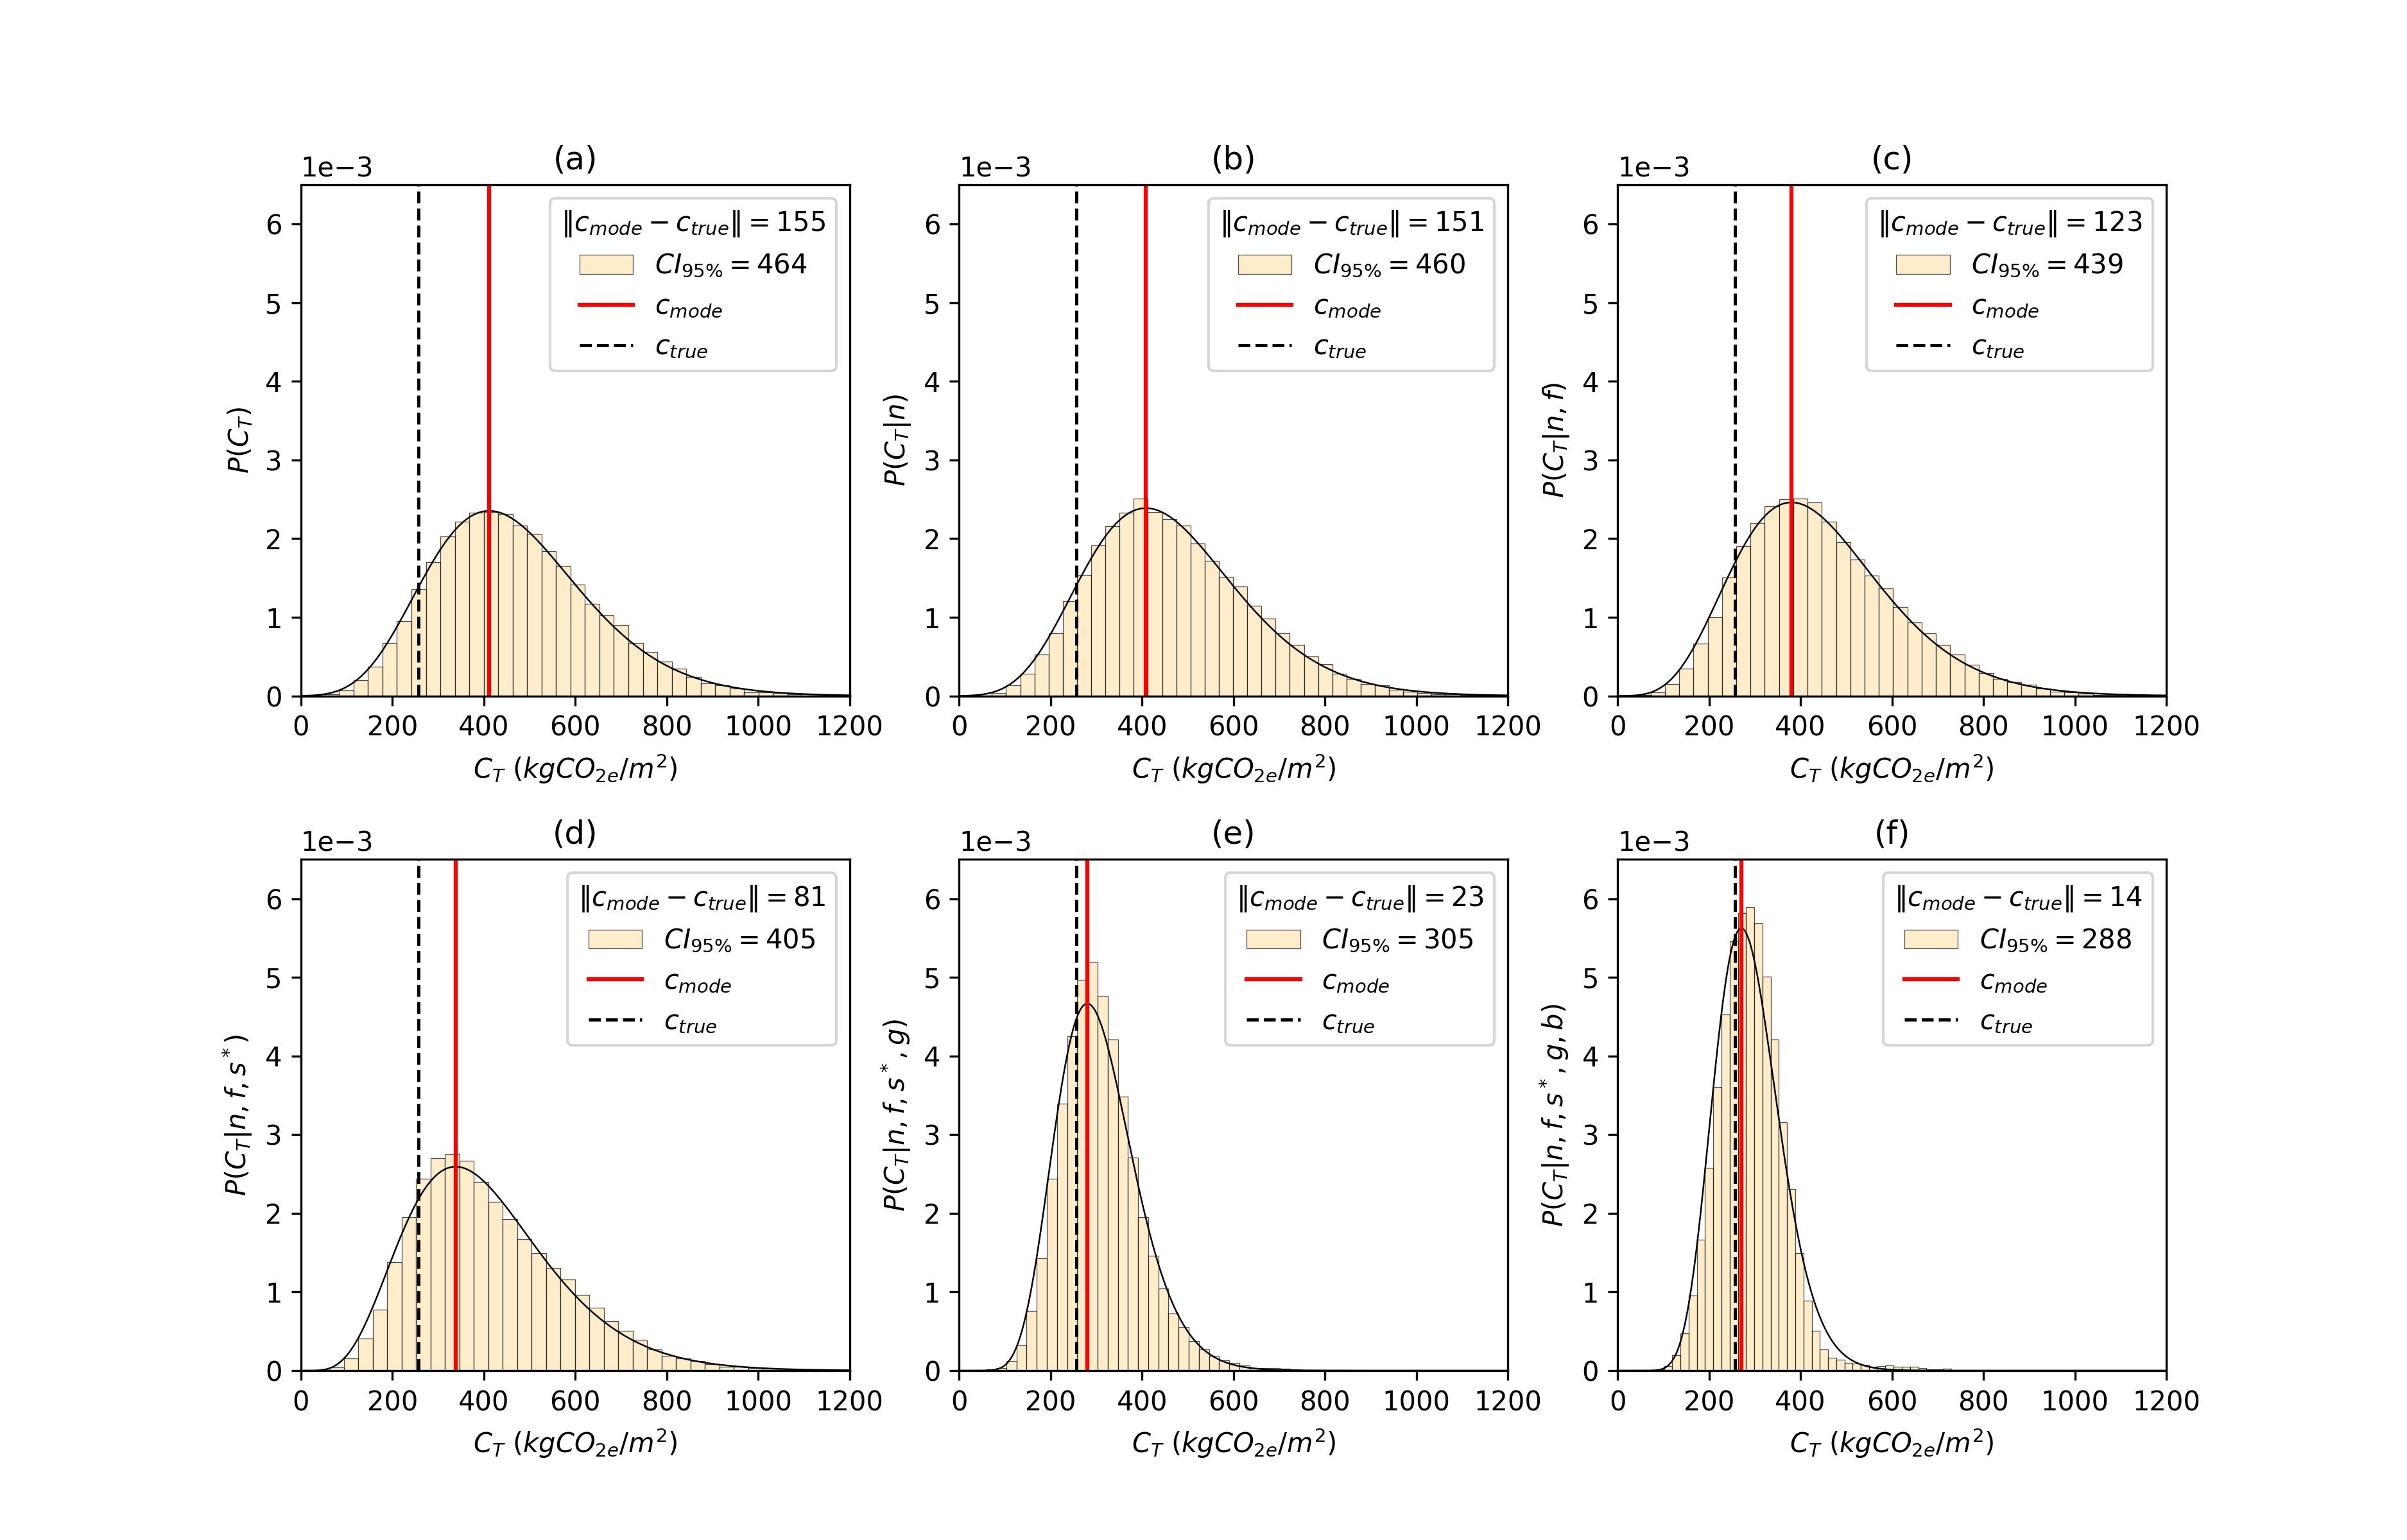 (a)
1e−3
∥c_mode − c_true∥ = 155
CI_95% = 464
c_mode
c_true
P(C_T)
6
5
4
3
2
1
0
0 200 400 600 800 1000 1200
C_T (kgCO_2e/m²)
(b)
1e−3
∥c_mode − c_true∥ = 151
CI_95% = 460
c_mode
c_true
P(C_T|n)
6
5
4
3
2
1
0
0 200 400 600 800 1000 1200
C_T (kgCO_2e/m²)
(c)
1e−3
∥c_mode − c_true∥ = 123
CI_95% = 439
c_mode
c_true
P(C_T|n, f)
6
5
4
3
2
1
0
0 200 400 600 800 1000 1200
C_T (kgCO_2e/m²)
(d)
1e−3
∥c_mode − c_true∥ = 81
CI_95% = 405
c_mode
c_true
P(C_T|n, f, s*)
6
5
4
3
2
1
0
0 200 400 600 800 1000 1200
C_T (kgCO_2e/m²)
(e)
1e−3
∥c_mode − c_true∥ = 23
CI_95% = 305
c_mode
c_true
P(C_T|n, f, s*, g)
6
5
4
3
2
1
0
0 200 400 600 800 1000 1200
C_T (kgCO_2e/m²)
(f)
1e−3
∥c_mode − c_true∥ = 14
CI_95% = 288
c_mode
c_true
P(C_T|n, f, s*, g, b)
6
5
4
3
2
1
0
0 200 400 600 800 1000 1200
C_T (kgCO_2e/m²)